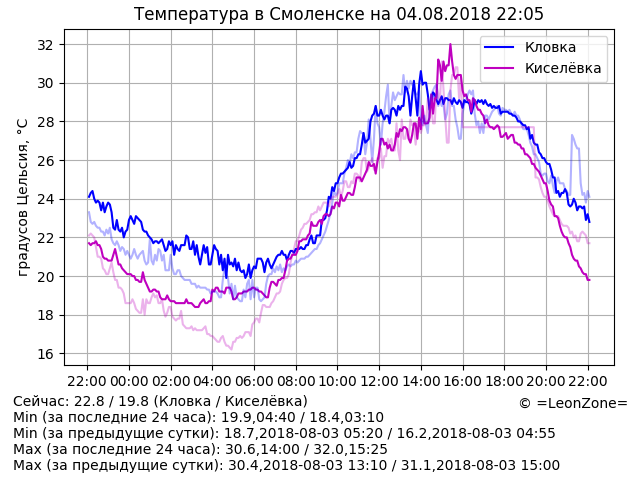 Температура в Смоленске на 04.08.2018 22:05
Кловка
Киселёвка
градусов Цельсия, °C
32
30
28
26
24
22
20
18
16
22:00 00:00 02:00 04:00 06:00 08:00 10:00 12:00 14:00 16:00 18:00 20:00 22:00
Сейчас: 22.8 / 19.8 (Кловка / Киселёвка)
© =LeonZone=
Min (за последние 24 часа): 19.9,04:40 / 18.4,03:10
Min (за предыдущие сутки): 18.7,2018-08-03 05:20 / 16.2,2018-08-03 04:55
Max (за последние 24 часа): 30.6,14:00 / 32.0,15:25
Max (за предыдущие сутки): 30.4,2018-08-03 13:10 / 31.1,2018-08-03 15:00